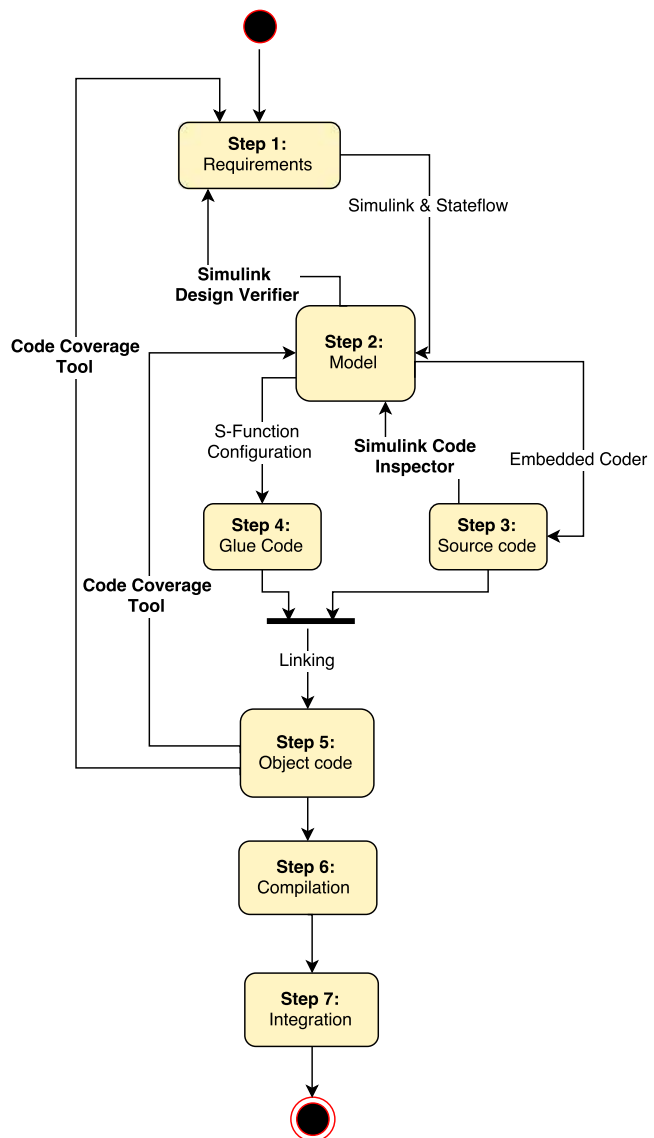 Step 1:
Requirements
Simulink & Stateflow
Simulink
Design Verifier
Step 2:
Model
Code Coverage
Tool
S-Function
Configuration
Simulink Code
Inspector
Embedded Coder
Step 4:
Glue Code
Step 3:
Source code
Code Coverage
Tool
Linking
Step 5:
Object code
Step 6:
Compilation
Step 7:
Integration